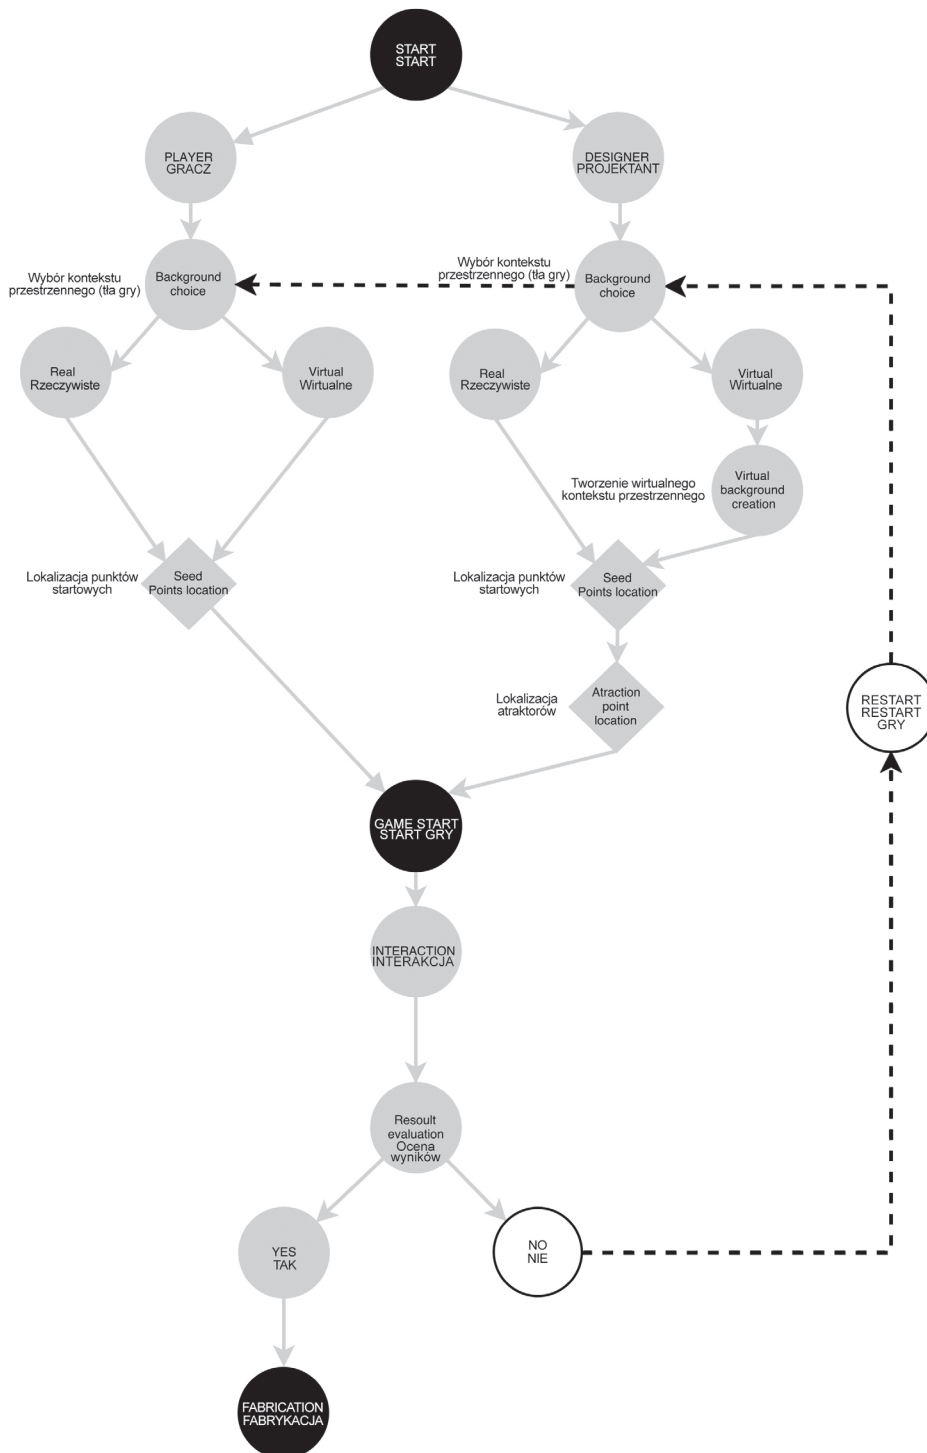 START
START
PLAYER
GRACZ
DESIGNER
PROJEKTANT
Wybór kontekstu
przestrzennego (tła gry)
Background
choice
Wybór kontekstu
przestrzennego (tła gry)
Background
choice
Real
Rzeczywiste
Virtual
Wirtualne
Real
Rzeczywiste
Virtual
Wirtualne
Tworzenie wirtualnego
kontekstu przestrzennego
Virtual
background
creation
Lokalizacja punktów
startowych
Seed
Points location
Lokalizacja punktów
startowych
Seed
Points location
Lokalizacja
atraktorów
Atraction
point
location
RESTART
RESTART
GRY
GAME START
START GRY
INTERACTION
INTERAKCJA
Resoult
evaluation
Ocena
wyników
YES
TAK
NO
NIE
FABRICATION
FABRYKACJA